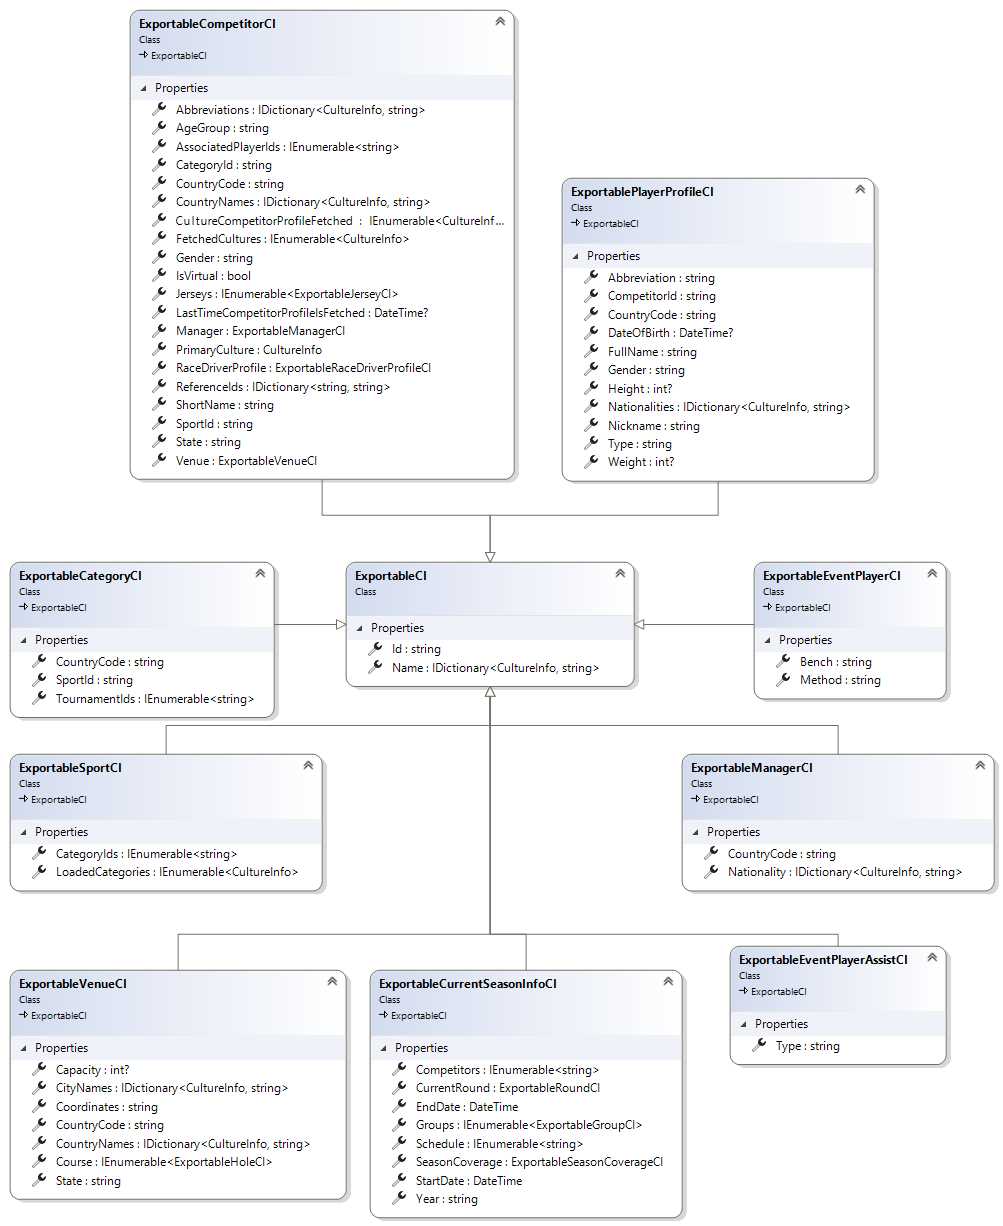 ExportableCompetitorCI
Class
ExportableCI
Properties
Abbreviations : IDictionary<CultureInfo, string>
AgeGroup : string
AssociatedPlayerIds : IEnumerable<string>
CategoryId : string
CountryCode : string
CountryNames : IDictionary<CultureInfo, string>
CultureCompetitorProfileFetched : IEnumerable<CultureInf...
FetchedCultures : IEnumerable<CultureInfo>
Gender : string
IsVirtual : bool
Jerseys : IEnumerable<ExportableJerseyCI>
LastTimeCompetitorProfileIsFetched : DateTime?
Manager : ExportableManagerCI
PrimaryCulture : CultureInfo
RaceDriverProfile : ExportableRaceDriverProfileCI
ReferenceIds : IDictionary<string, string>
ShortName : string
SportId : string
State : string
Venue : ExportableVenueCI
ExportablePlayerProfileCI
Class
ExportableCI
Properties
Abbreviation : string
CompetitorId : string
CountryCode : string
DateOfBirth : DateTime?
FullName : string
Gender : string
Height : int?
Nationalities : IDictionary<CultureInfo, string>
Nickname : string
Type : string
Weight : int?
ExportableCategoryCI
Class
ExportableCI
Properties
CountryCode : string
SportId : string
TournamentIds : IEnumerable<string>
ExportableCI
Class
Properties
Id : string
Name : IDictionary<CultureInfo, string>
ExportableEventPlayerCI
Class
ExportableCI
Properties
Bench : string
Method : string
ExportableSportCI
Class
ExportableCI
Properties
CategoryIds : IEnumerable<string>
LoadedCategories : IEnumerable<CultureInfo>
ExportableManagerCI
Class
ExportableCI
Properties
CountryCode : string
Nationality : IDictionary<CultureInfo, string>
ExportableVenueCI
Class
ExportableCI
Properties
Capacity : int?
CityNames : IDictionary<CultureInfo, string>
Coordinates : string
CountryCode : string
CountryNames : IDictionary<CultureInfo, string>
Course : IEnumerable<ExportableHoleCI>
State : string
ExportableCurrentSeasonInfoCI
Class
ExportableCI
Properties
Competitors : IEnumerable<string>
CurrentRound : ExportableRoundCI
EndDate : DateTime
Groups : IEnumerable<ExportableGroupCI>
Schedule : IEnumerable<string>
SeasonCoverage : ExportableSeasonCoverageCI
StartDate : DateTime
Year : string
ExportableEventPlayerAssistCI
Class
ExportableCI
Properties
Type : string